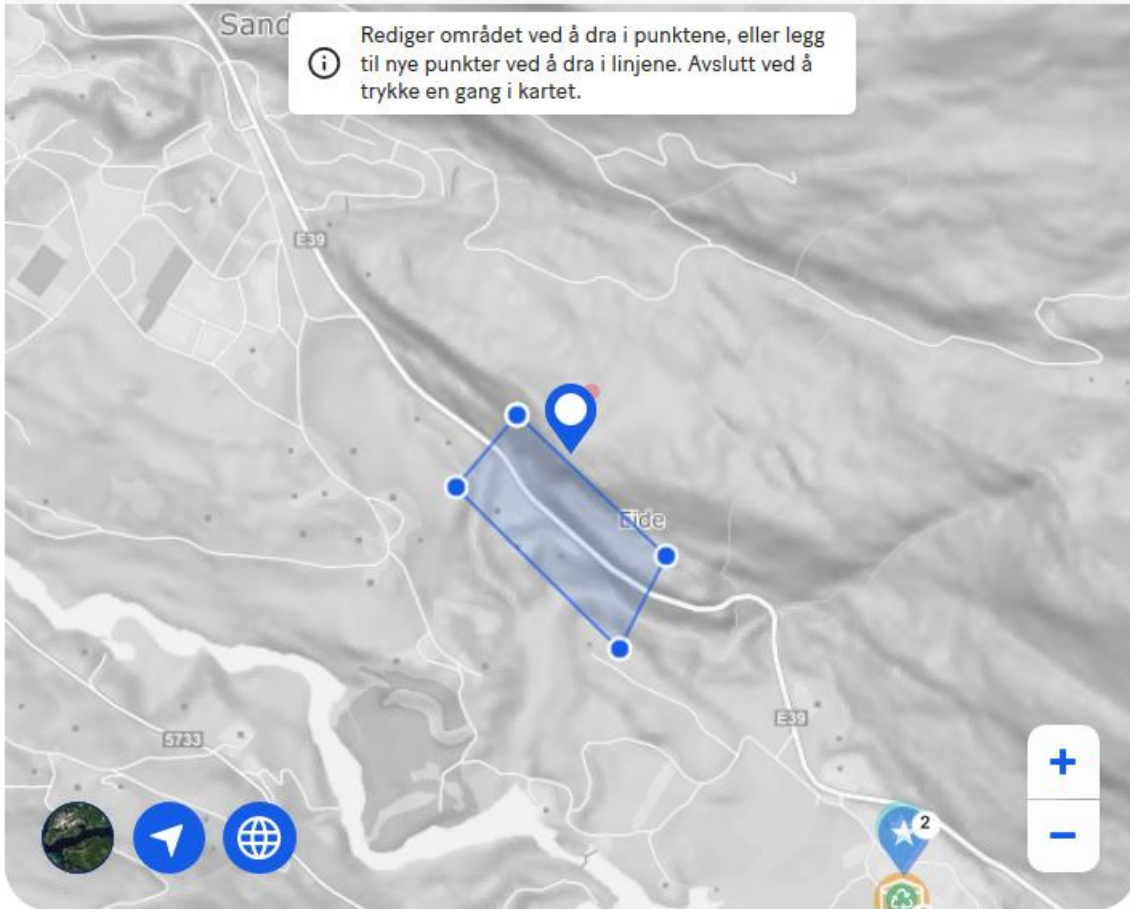 Sand
Rediger området ved å dra i punktene, eller legg
til nye punkter ved å dra i linjene. Avslutt ved å
trykke en gang i kartet.
E39
Eide
E39
5733
2